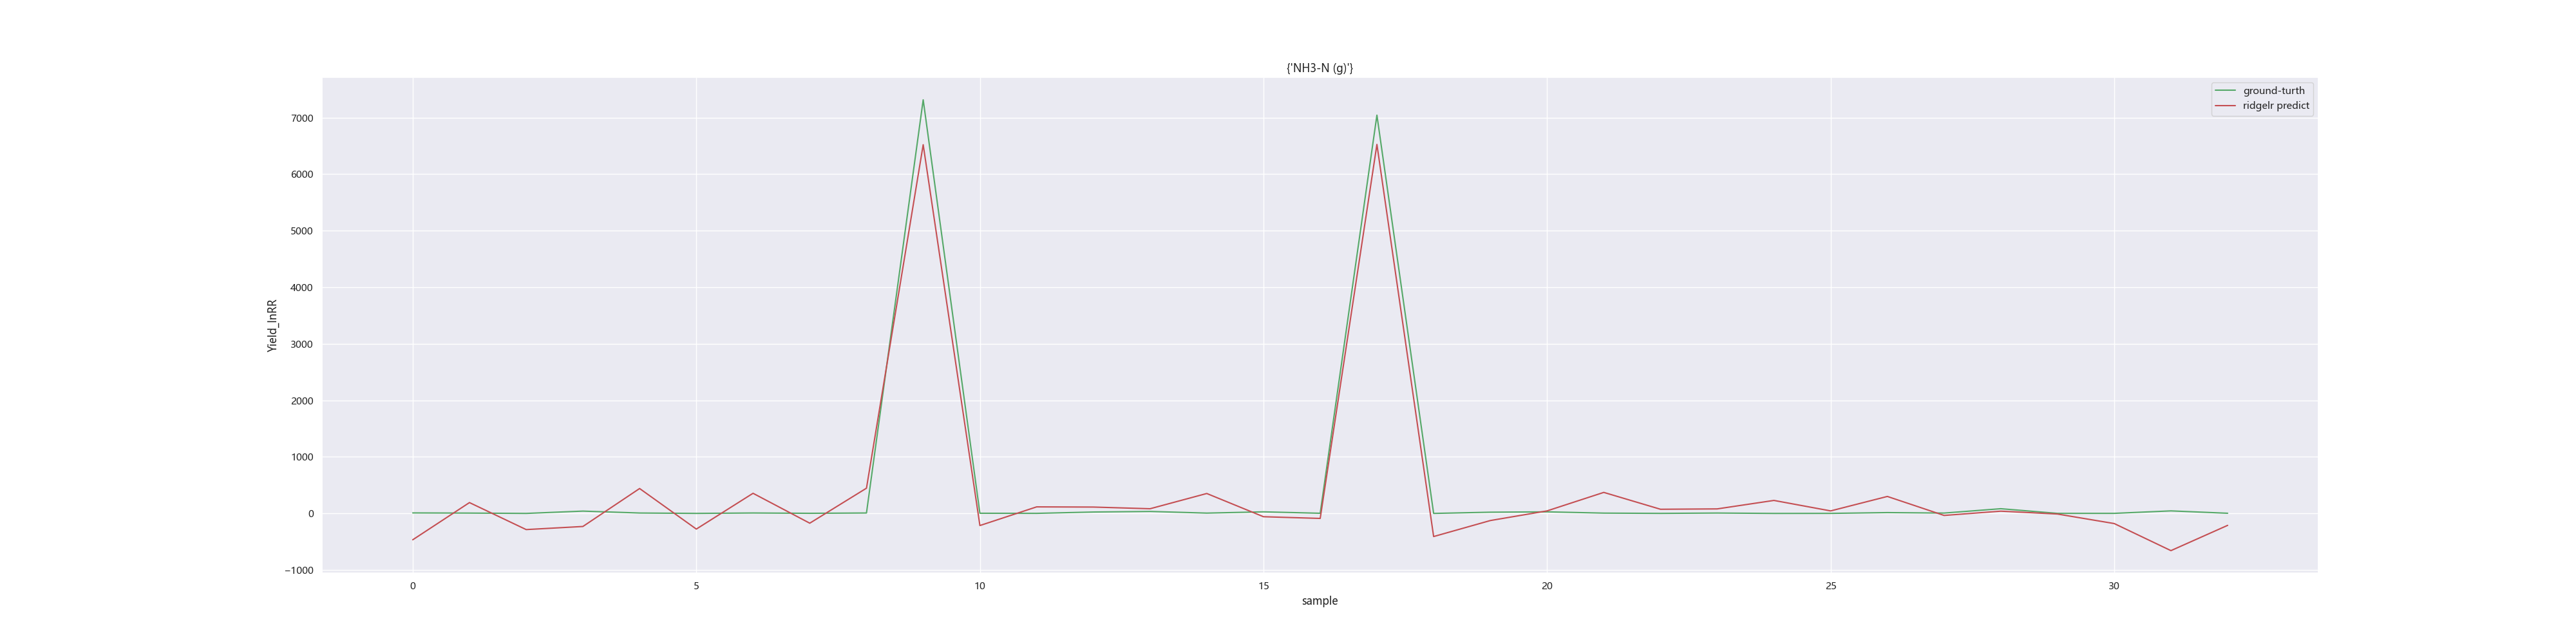 {'NH3-N (g)'}
ground-turth
ridgelr predict
Yield_lnRR
7000
6000
5000
4000
3000
2000
1000
0
−1000
0 5 10 15 20 25 30
sample